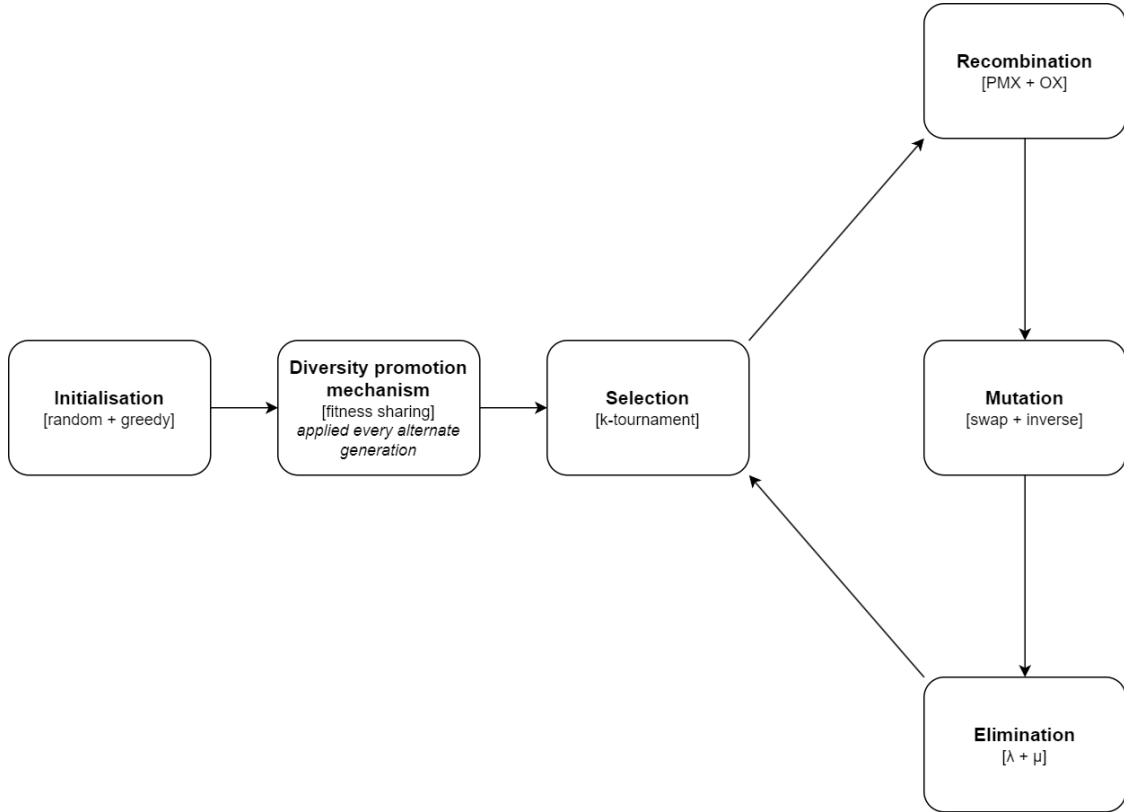 Recombination
[PMX + OX]
Initialisation
[random + greedy]
Diversity promotion
mechanism
[fitness sharing]
applied every alternate
generation
Selection
[k-tournament]
Mutation
[swap + inverse]
Elimination
[λ + μ]